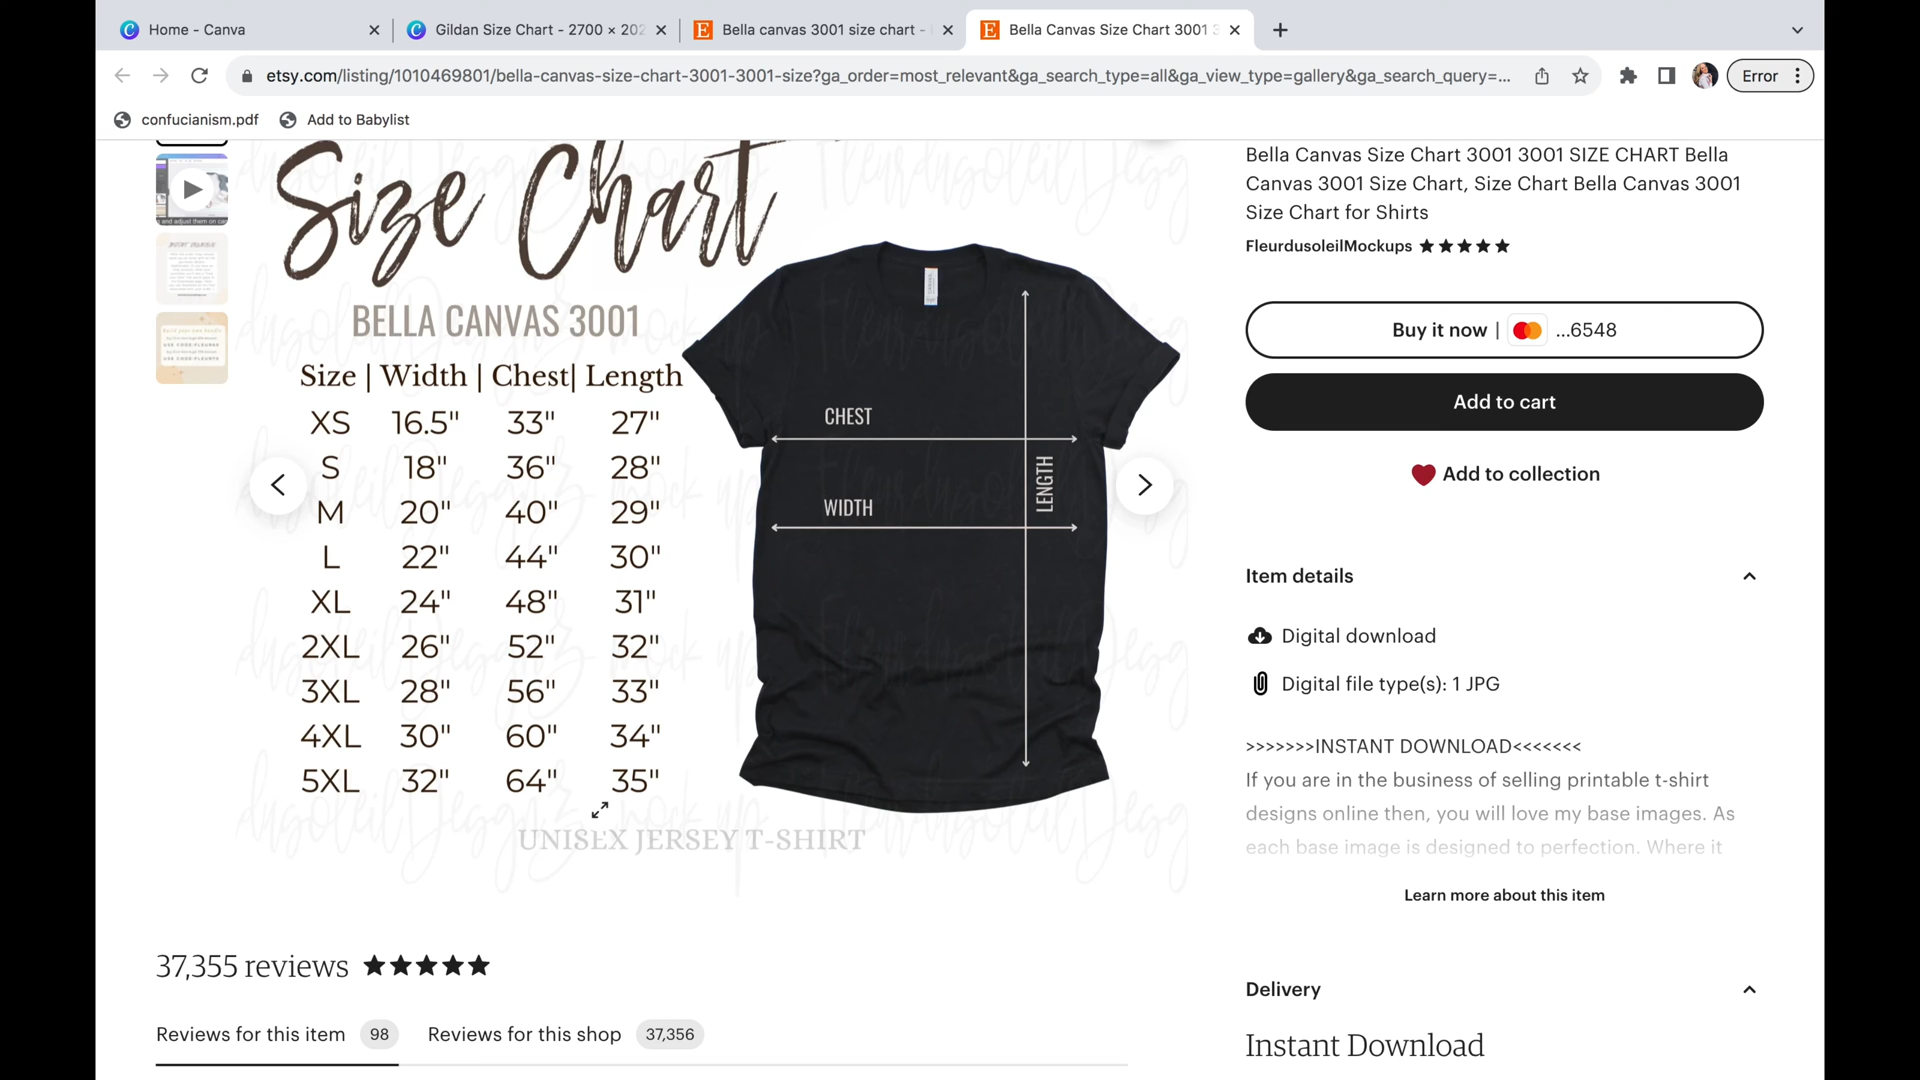 Home - Canva
Gildan Size Chart - 2700 × 202
Bella canvas 3001 size chart -
Bella Canvas Size Chart 3001 3
etsy.com/listing/1010469801/bella-canvas-size-chart-3001-3001-size?ga_order=most_relevant&ga_search_type=all&ga_view_type=gallery&ga_search_query=...
Error
confucianism.pdf
Add to Babylist
Size Chart
BELLA CANVAS 3001
Size | Width | Chest| Length
XS 16.5" 33" 27"
S 18" 36" 28"
M 20" 40" 29"
L 22" 44" 30"
XL 24" 48" 31"
2XL 26" 52" 32"
3XL 28" 56" 33"
4XL 30" 60" 34"
5XL 32" 64" 35"
UNISEX JERSEY T-SHIRT
CHEST
WIDTH
LENGTH
Bella Canvas Size Chart 3001 3001 SIZE CHART Bella
Canvas 3001 Size Chart, Size Chart Bella Canvas 3001
Size Chart for Shirts
FleurdusoleilMockups
Buy it now | ...6548
Add to cart
Add to collection
Item details
Digital download
Digital file type(s): 1 JPG
>>>>>>>INSTANT DOWNLOAD<<<<<<<
If you are in the business of selling printable t-shirt
designs online then, you will love my base images. As
each base image is designed to perfection. Where it
Learn more about this item
37,355 reviews
Reviews for this item 98
Reviews for this shop 37,356
Delivery
Instant Download